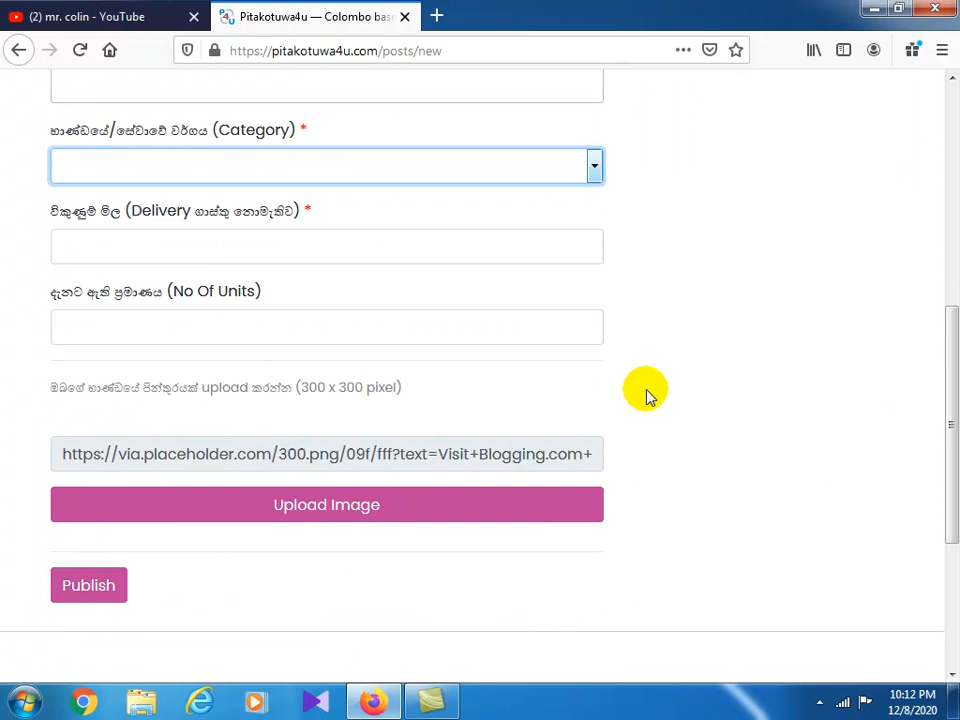 (2) mr. colin - YouTube
Pitakotuwa4u — Colombo bas
https://pitakotuwa4u.com/posts/new
භාණ්ඩයේ/සේවාවේ වර්ගය (Category) *
විකුණුම් මිල (Delivery ගාස්තු නොමැතිව) *
දැනට ඇති ප්‍රමාණය (No Of Units)
ඔබගේ භාණ්ඩයේ පින්තූරයක් upload කරන්න (300 x 300 pixel)
https://via.placeholder.com/300.png/09f/fff?text=Visit+Blogging.com+
Upload Image
Publish
10:12 PM
12/8/2020